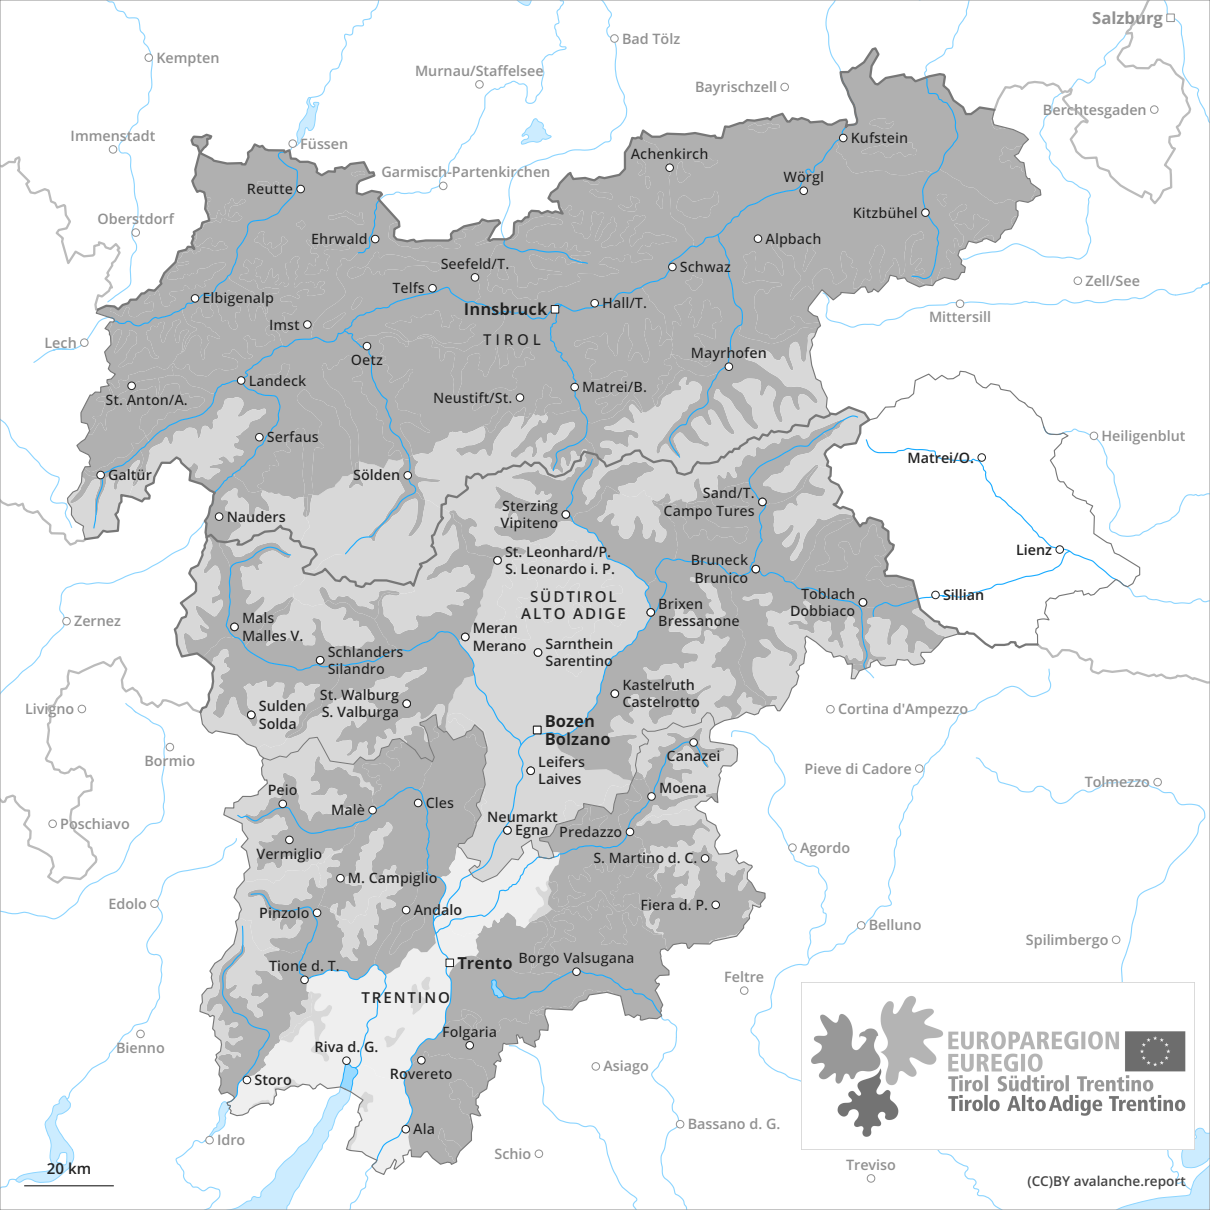 Salzburg
Bad Tölz
Kempten
Murnau/Staffelsee
Bayrischzell
Berchtesgaden
Immenstadt
Füssen
Kufstein
Achenkirch
Garmisch-Partenkirchen
Wörgl
Reutte
Oberstdorf
Kitzbühel
Ehrwald
Alpbach
Seefeld/T.
Schwaz
Zell/See
Telfs
Elbigenalp
Hall/T.
Innsbruck
Mittersill
Imst
TIROL
Lech
Mayrhofen
Oetz
Landeck
Matrei/B.
St. Anton/A.
Neustift/St.
Serfaus
Heiligenblut
Matrei/O.
Galtür
Sölden
Sand/T.
Campo Tures
Sterzing
Vipiteno
Nauders
Lienz
St. Leonhard/P.
S. Leonardo i. P.
Bruneck
Brunico
SÜDTIROL
ALTO ADIGE
Toblach
Dobbiaco
Sillian
Brixen
Bressanone
Zernez
Mals
Malles V.
Meran
Merano
Sarnthein
Sarentino
Schlanders
Silandro
Kastelruth
Castelrotto
St. Walburg
S. Valburga
Sulden
Solda
Livigno
Cortina d'Ampezzo
Bozen
Bolzano
Bormio
Canazei
Leifers
Laives
Pieve di Cadore
Tolmezzo
Peio
Moena
Malè
Cles
Neumarkt
Egna
Predazzo
Poschiavo
Vermiglio
Agordo
S. Martino d. C.
M. Campiglio
Edolo
Fiera d. P.
Pinzolo
Andalo
Belluno
Spilimbergo
Trento
Borgo Valsugana
Tione d. T.
Feltre
TRENTINO
Folgaria
Bienno
Riva d. G.
Rovereto
Asiago
Storo
EUROPAREGION
EUREGIO
Tirol Südtirol Trentino
Tirolo Alto Adige Trentino
Ala
Bassano d. G.
Idro
Schio
Treviso
20 km
(CC)BY avalanche.report